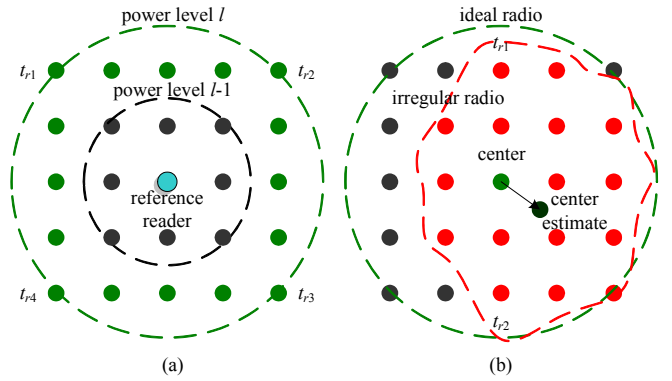 power level l
t_r1
t_r2
power level l-1
reference
reader
t_r4
t_r3
(a)
ideal radio
t_r1
irregular radio
center
center
estimate
t_r2
(b)